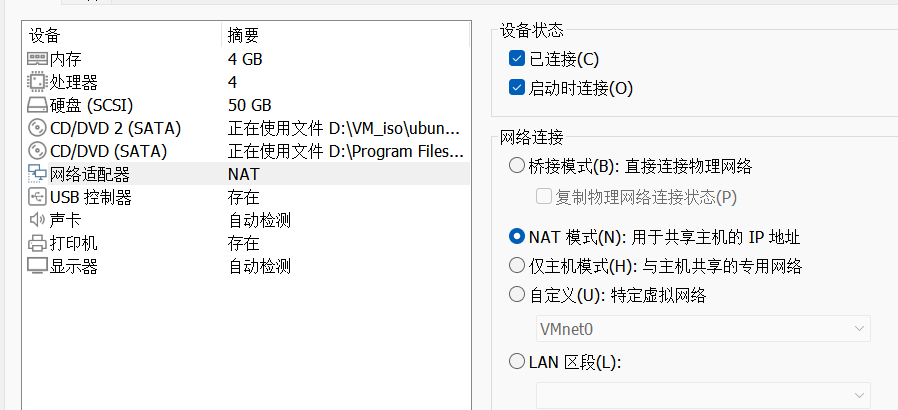 设备 摘要
内存 4 GB
处理器 4
硬盘 (SCSI) 50 GB
CD/DVD 2 (SATA) 正在使用文件 D:\VM_iso\ubun...
CD/DVD (SATA) 正在使用文件 D:\Program Files...
网络适配器 NAT
USB 控制器 存在
声卡 自动检测
打印机 存在
显示器 自动检测
设备状态
已连接(C)
启动时连接(O)
网络连接
桥接模式(B): 直接连接物理网络
复制物理网络连接状态(P)
NAT 模式(N): 用于共享主机的 IP 地址
仅主机模式(H): 与主机共享的专用网络
自定义(U): 特定虚拟网络
VMnet0
LAN 区段(L):